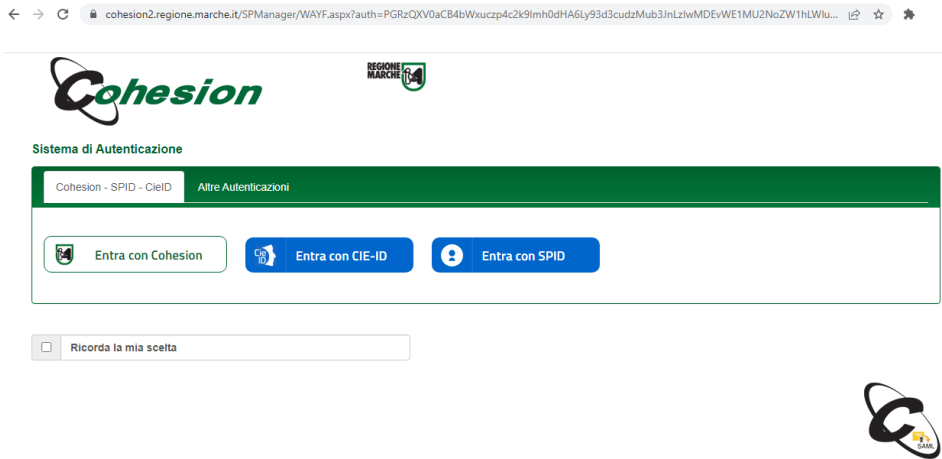 cohesion2.regione.marche.it/SPManager/WAYF.aspx?auth=PGRzQXV0aCB4bWxuczp4c2k9Imh0dHA6Ly93d3cudzMub3JnLzIwMDEvWE1MU2NoZW1hLWlu...
Cohesion
REGIONE
MARCHE
Sistema di Autenticazione
Cohesion - SPID - CieID
Altre Autenticazioni
Entra con Cohesion
Cie
ID
Entra con CIE-ID
Entra con SPID
Ricorda la mia scelta
SAML